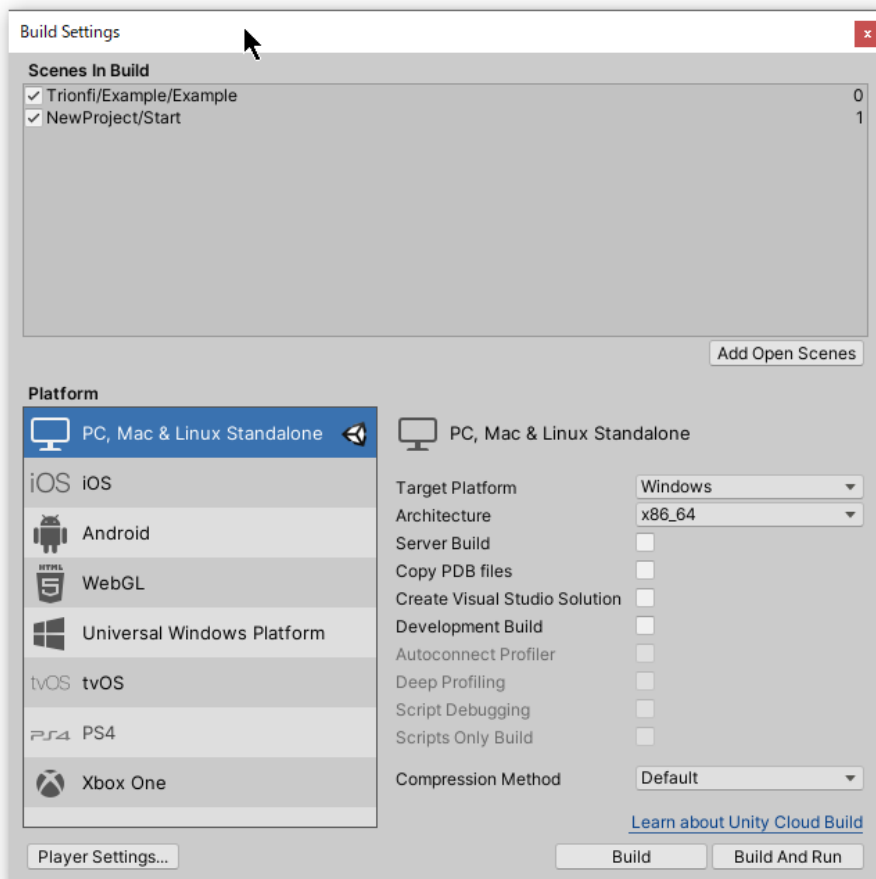 Build Settings
x
Scenes In Build
Trionfi/Example/Example 0
NewProject/Start 1
Add Open Scenes
Platform
PC, Mac & Linux Standalone
iOS iOS
Android
HTML 5 WebGL
Universal Windows Platform
tvOS tvOS
PS4 PS4
Xbox One
PC, Mac & Linux Standalone
Target Platform Windows
Architecture x86_64
Server Build
Copy PDB files
Create Visual Studio Solution
Development Build
Autoconnect Profiler
Deep Profiling
Script Debugging
Scripts Only Build
Compression Method Default
Learn about Unity Cloud Build
Player Settings... Build Build And Run